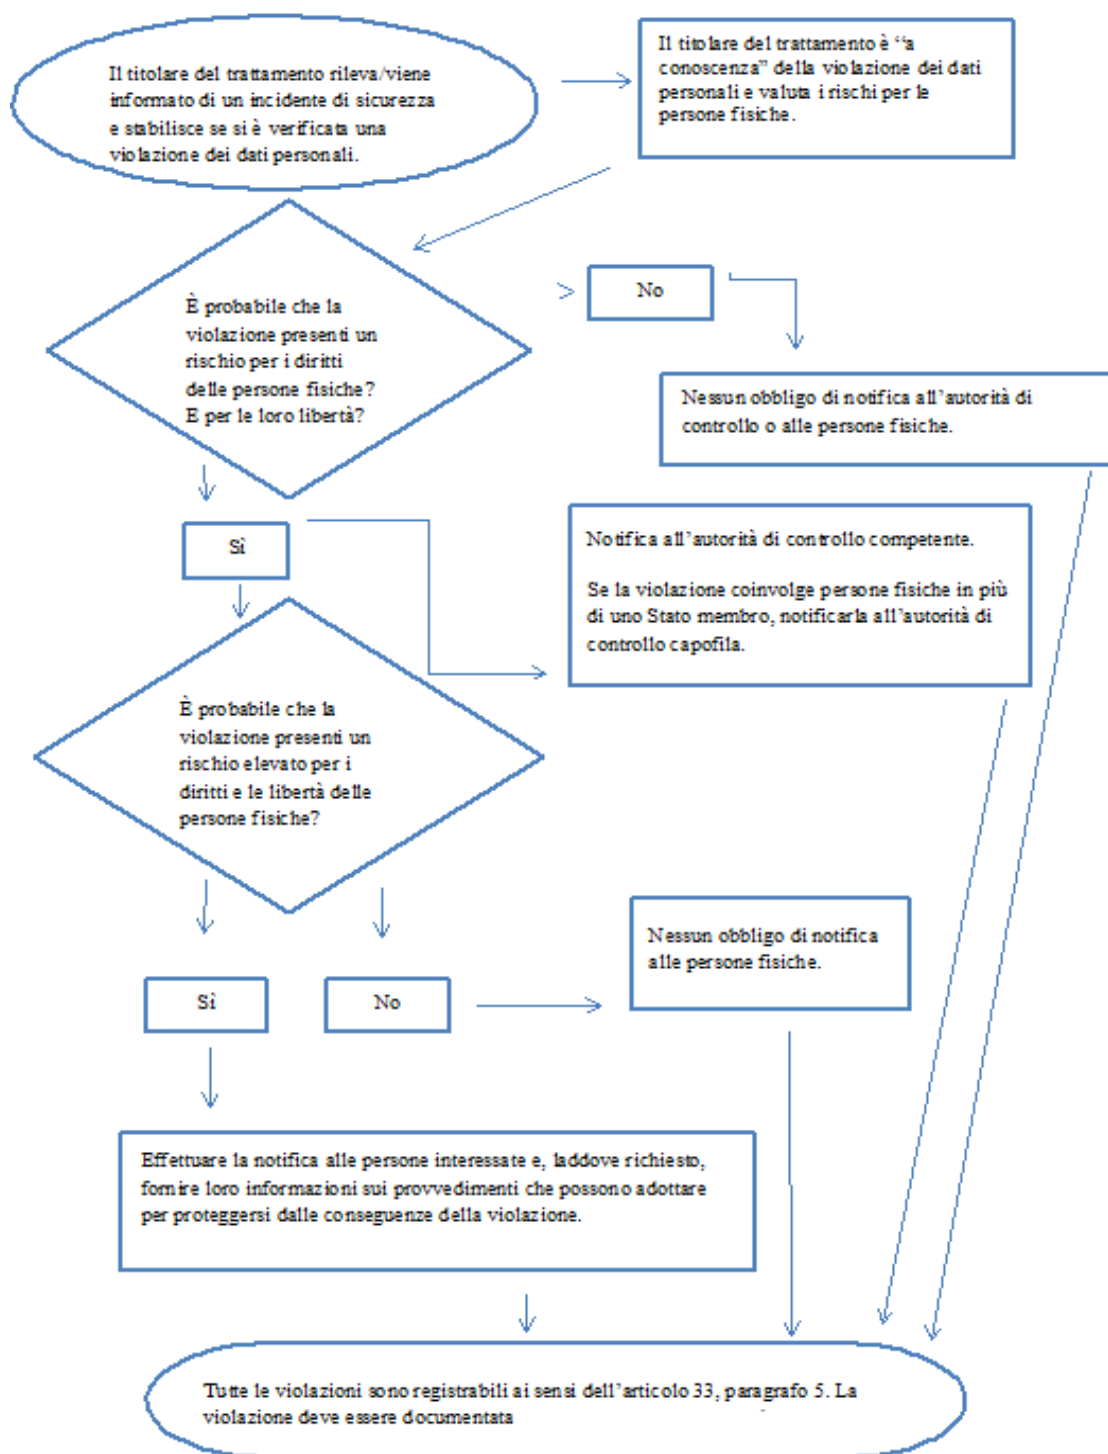 Il titolare del trattamento rileva/viene
informato di un incidente di sicurezza
e stabilisce se si è verificata una
violazione dei dati personali.
Il titolare del trattamento è “a
conoscenza” della violazione dei dati
personali e valuta i rischi per le
persone fisiche.
È probabile che la
violazione presenti un
rischio per i diritti
delle persone fisiche?
E per le loro libertà?
No
Nessun obbligo di notifica all’autorità di
controllo o alle persone fisiche.
Sì
Notifica all’autorità di controllo competente.
Se la violazione coinvolge persone fisiche in più
di uno Stato membro, notificarla all’autorità di
controllo capofila.
È probabile che la
violazione presenti un
rischio elevato per i
diritti e le libertà delle
persone fisiche?
Sì
No
Nessun obbligo di notifica
alle persone fisiche.
Effettuare la notifica alle persone interessate e, laddove richiesto,
fornire loro informazioni sui provvedimenti che possono adottare
per proteggersi dalle conseguenze della violazione.
Tutte le violazioni sono registrabili ai sensi dell’articolo 33, paragrafo 5. La
violazione deve essere documentata